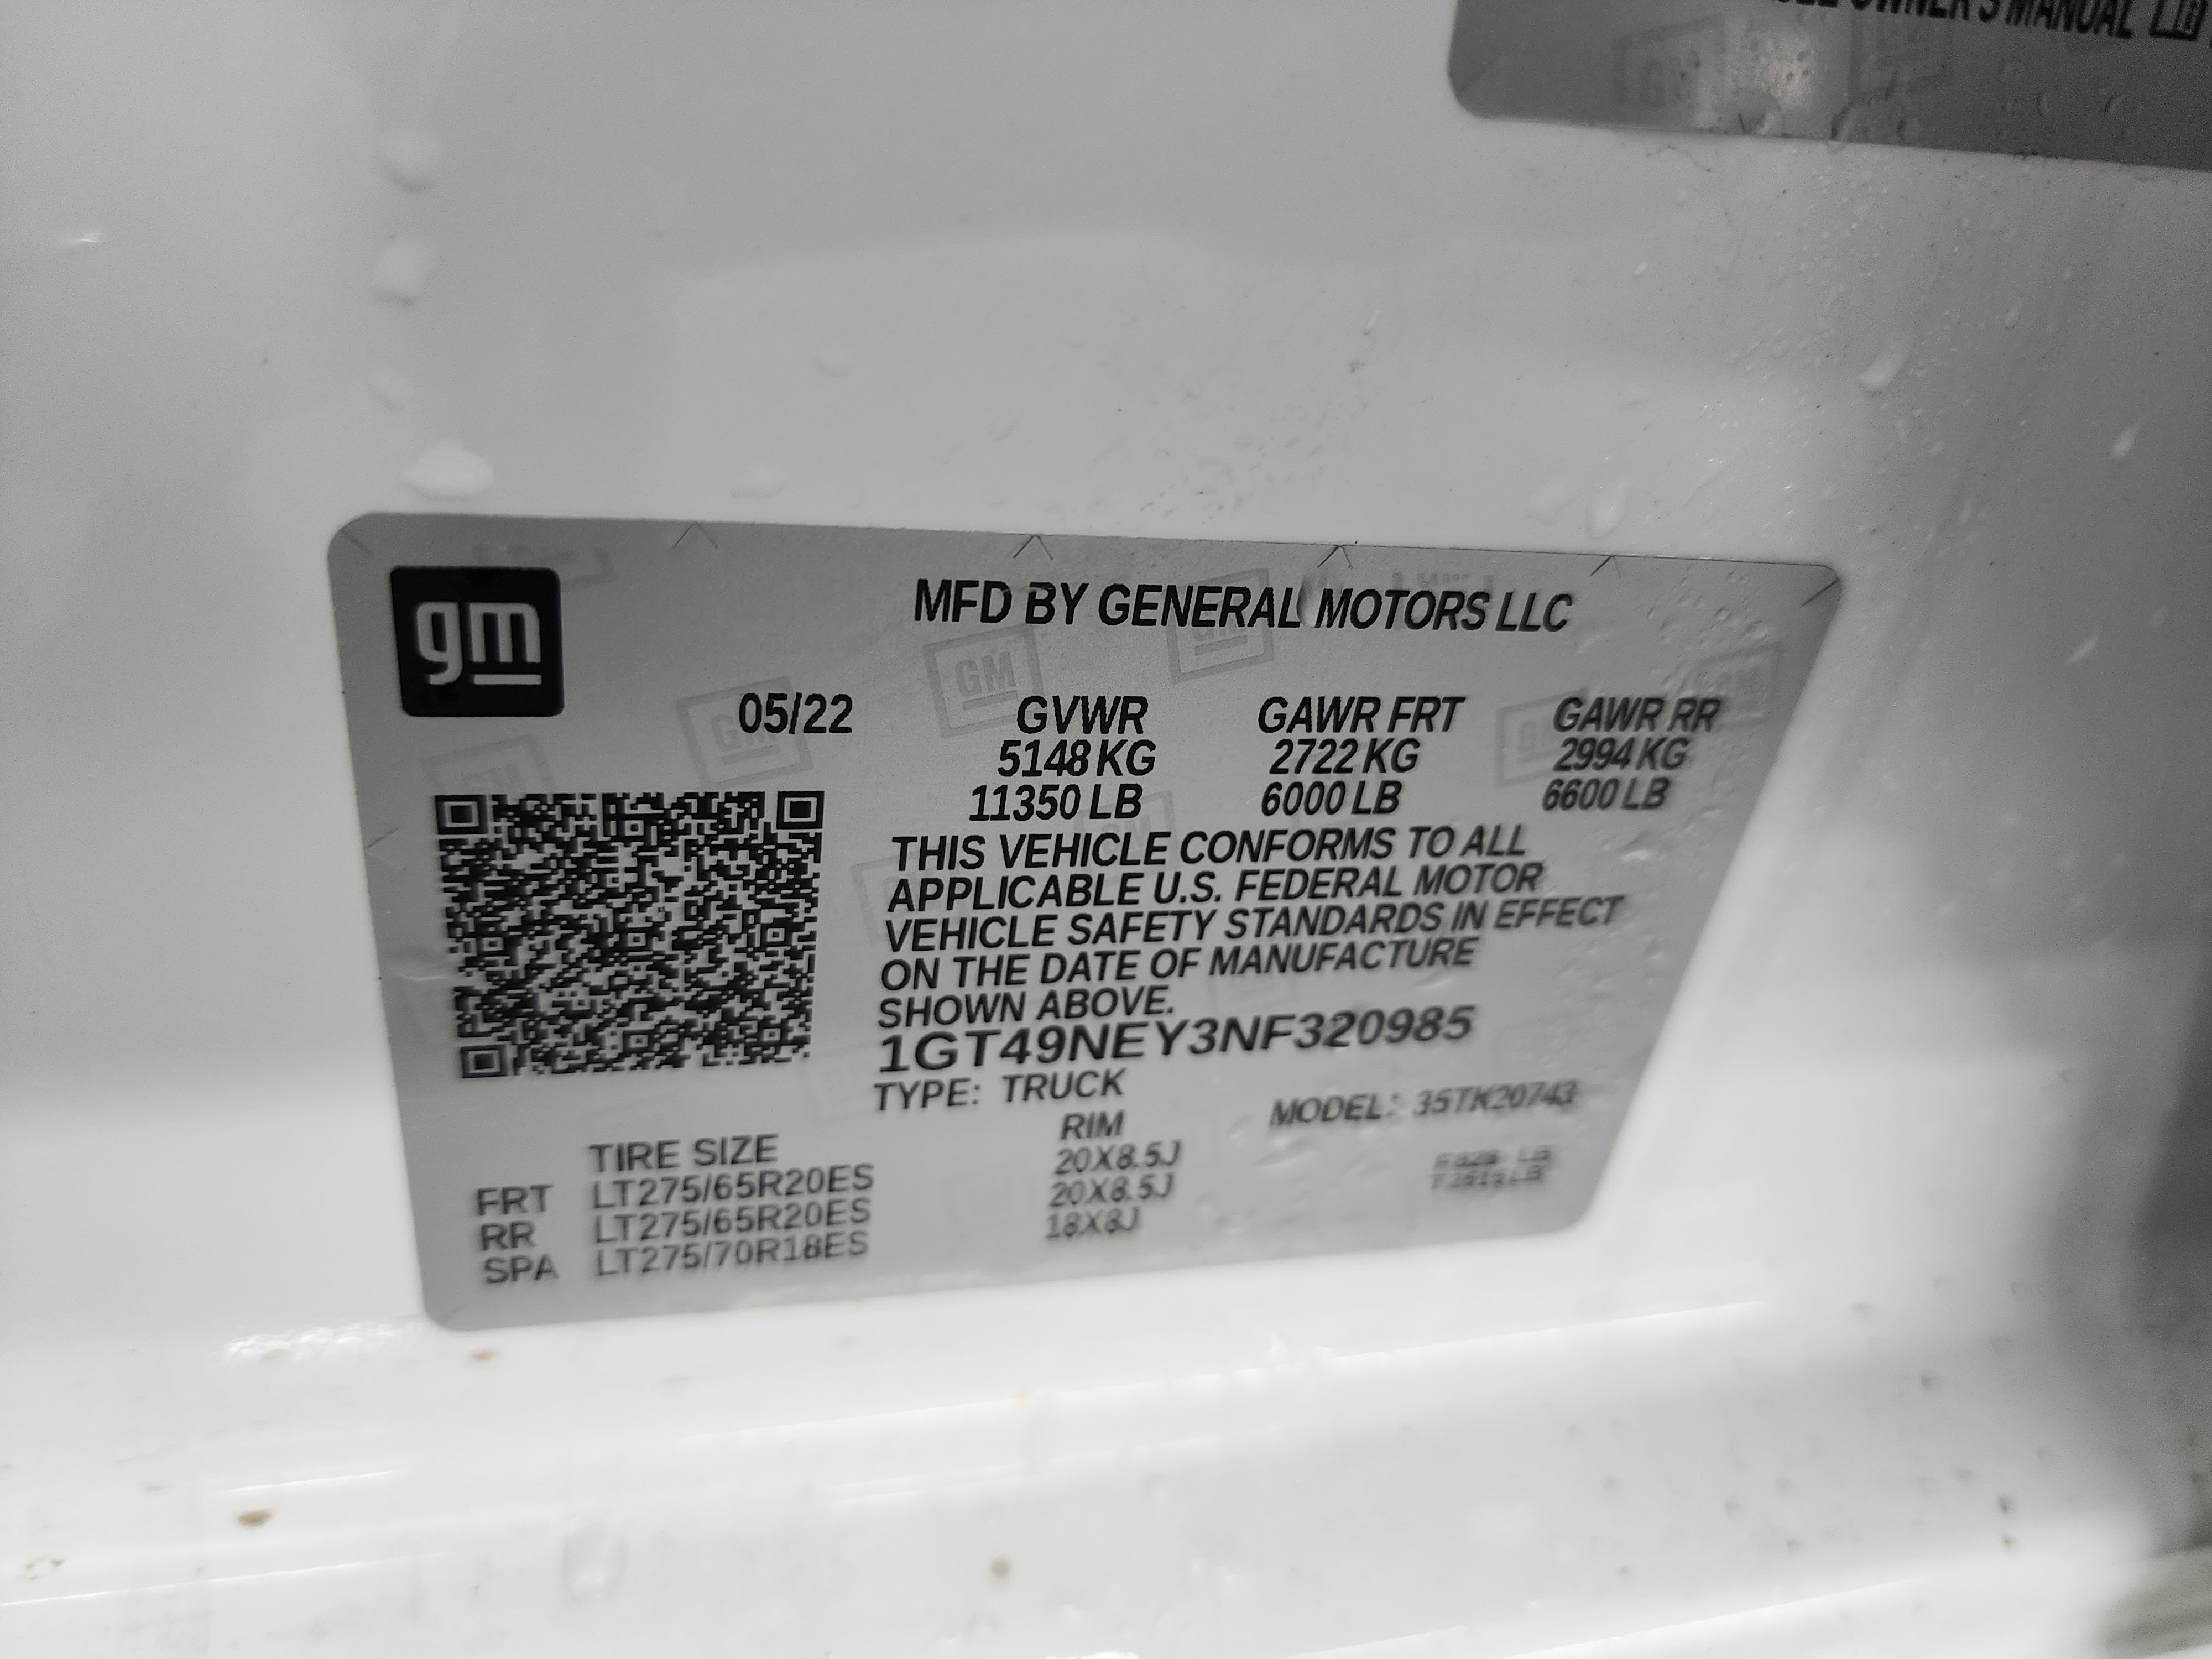 OWNER'S MANUAL
gm
MFD BY GENERAL MOTORS LLC
05/22 GVWR GAWR FRT GAWR RR
5148 KG 2722 KG 2994 KG
11350 LB 6000 LB 6600 LB
THIS VEHICLE CONFORMS TO ALL
APPLICABLE U.S. FEDERAL MOTOR
VEHICLE SAFETY STANDARDS IN EFFECT
ON THE DATE OF MANUFACTURE
SHOWN ABOVE.
1GT49NEY3NF320985
TYPE: TRUCK
MODEL: 35TK20743
TIRE SIZE RIM
FRT LT275/65R20ES 20X8.5J
RR LT275/65R20ES 20X8.5J
SPA LT275/70R18ES 18X8J